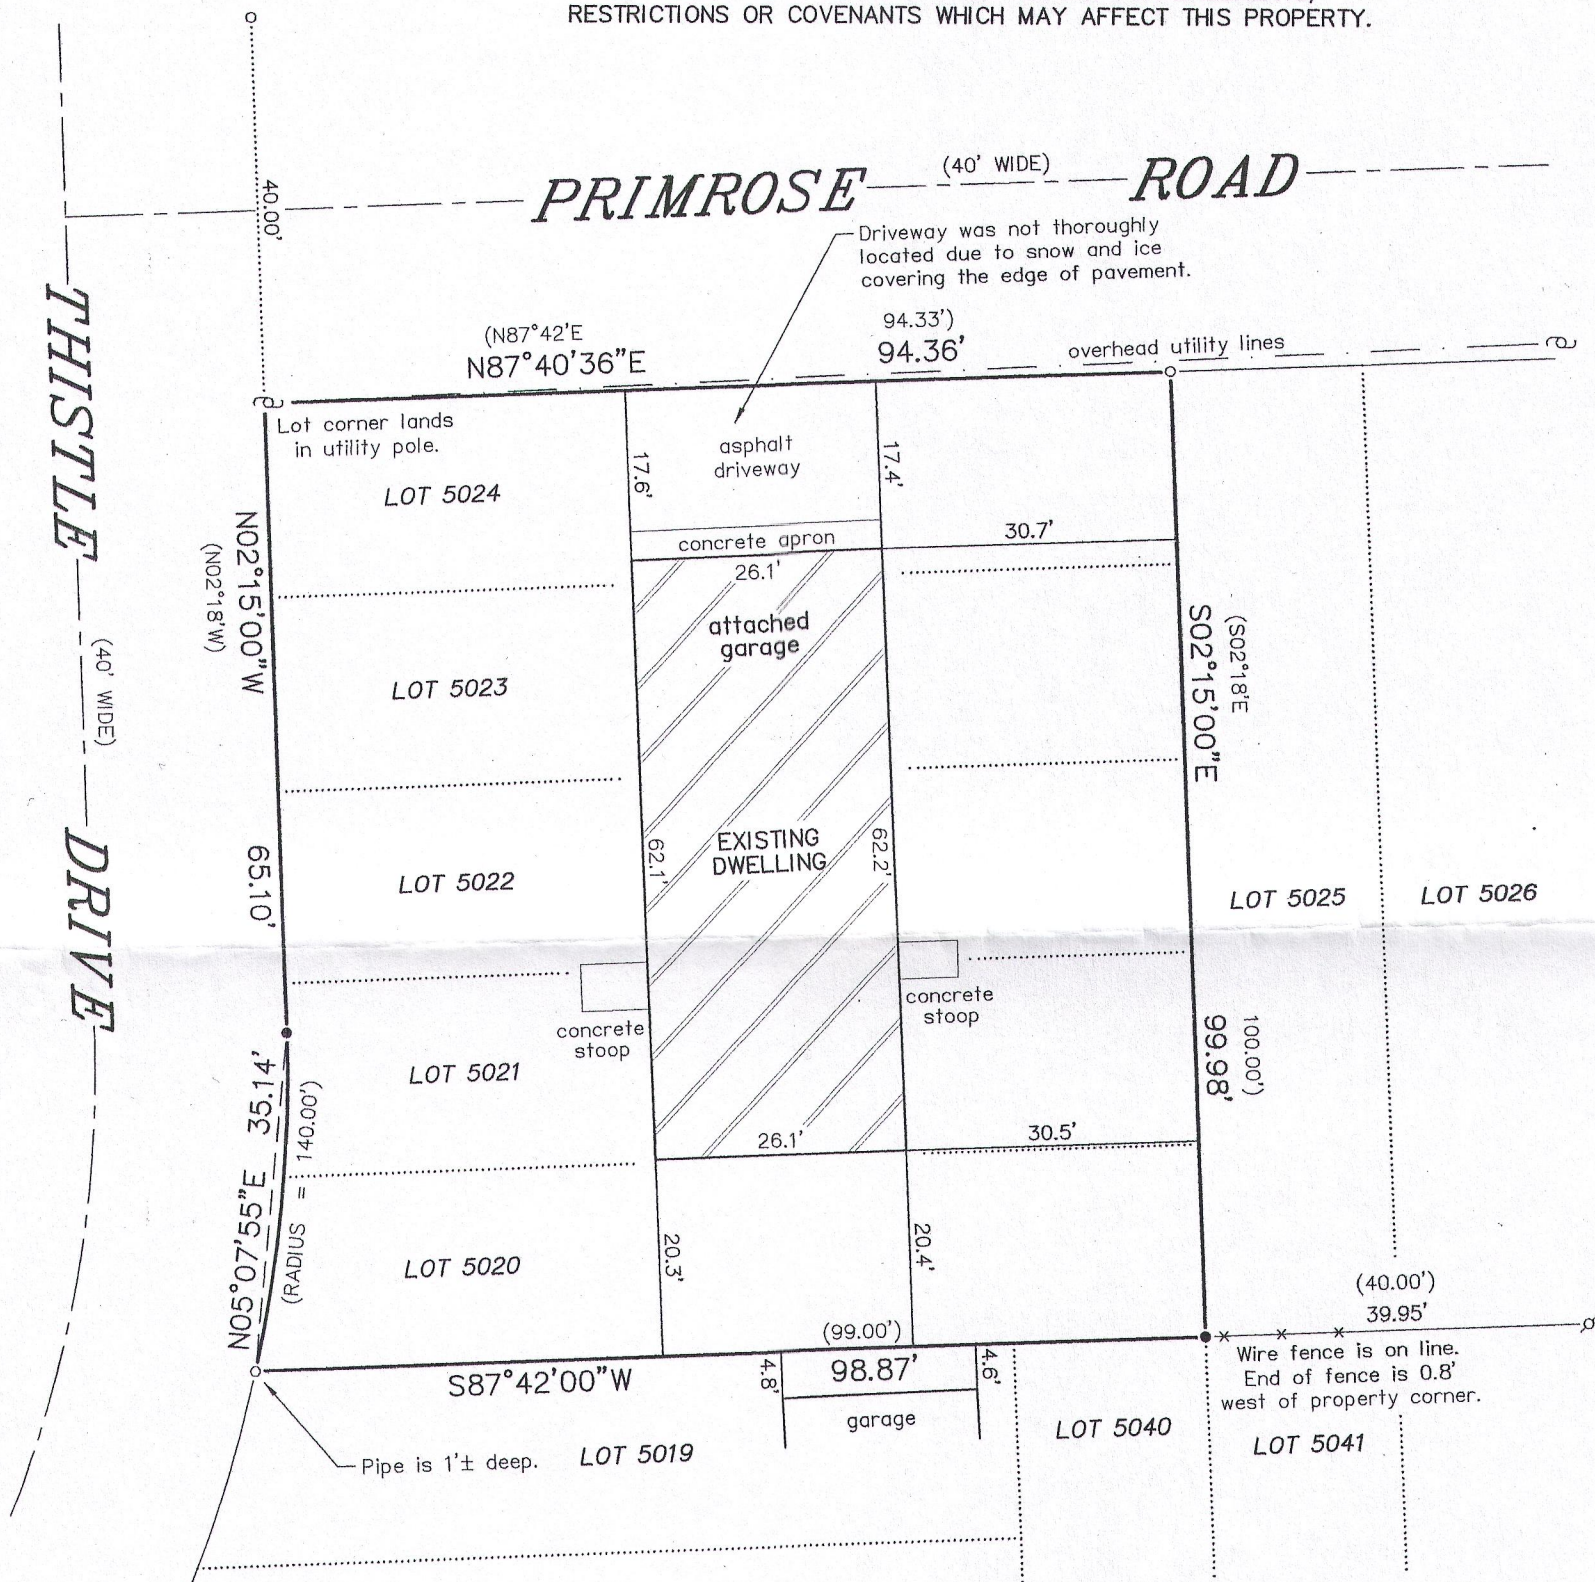 RESTRICTIONS OR COVENANTS WHICH MAY AFFECT THIS PROPERTY.
40.00'
PRIMROSE (40' WIDE) ROAD
Driveway was not thoroughly
located due to snow and ice
covering the edge of pavement.
THISTLE (40' WIDE) DRIVE
(N87°42'E 94.33')
N87°40'36"E 94.36'
overhead utility lines
Lot corner lands
in utility pole.
asphalt
driveway
17.6'
17.4'
LOT 5024
concrete apron
30.7'
26.1'
attached
garage
N02°15'00"W 65.10'
(N02°18'W)
LOT 5023
(S02°18'E 100.00')
S02°15'00"E 99.98'
EXISTING
DWELLING
62.1'
62.2'
LOT 5022
LOT 5025
LOT 5026
concrete
stoop
concrete
stoop
LOT 5021
N05°07'55"E 35.14'
(RADIUS = 140.00')
26.1'
30.5'
LOT 5020
20.3'
20.4'
(40.00')
39.95'
(99.00')
S87°42'00"W 98.87'
4.8'
4.6'
garage
Wire fence is on line.
End of fence is 0.8'
west of property corner.
Pipe is 1'± deep.
LOT 5019
LOT 5040
LOT 5041